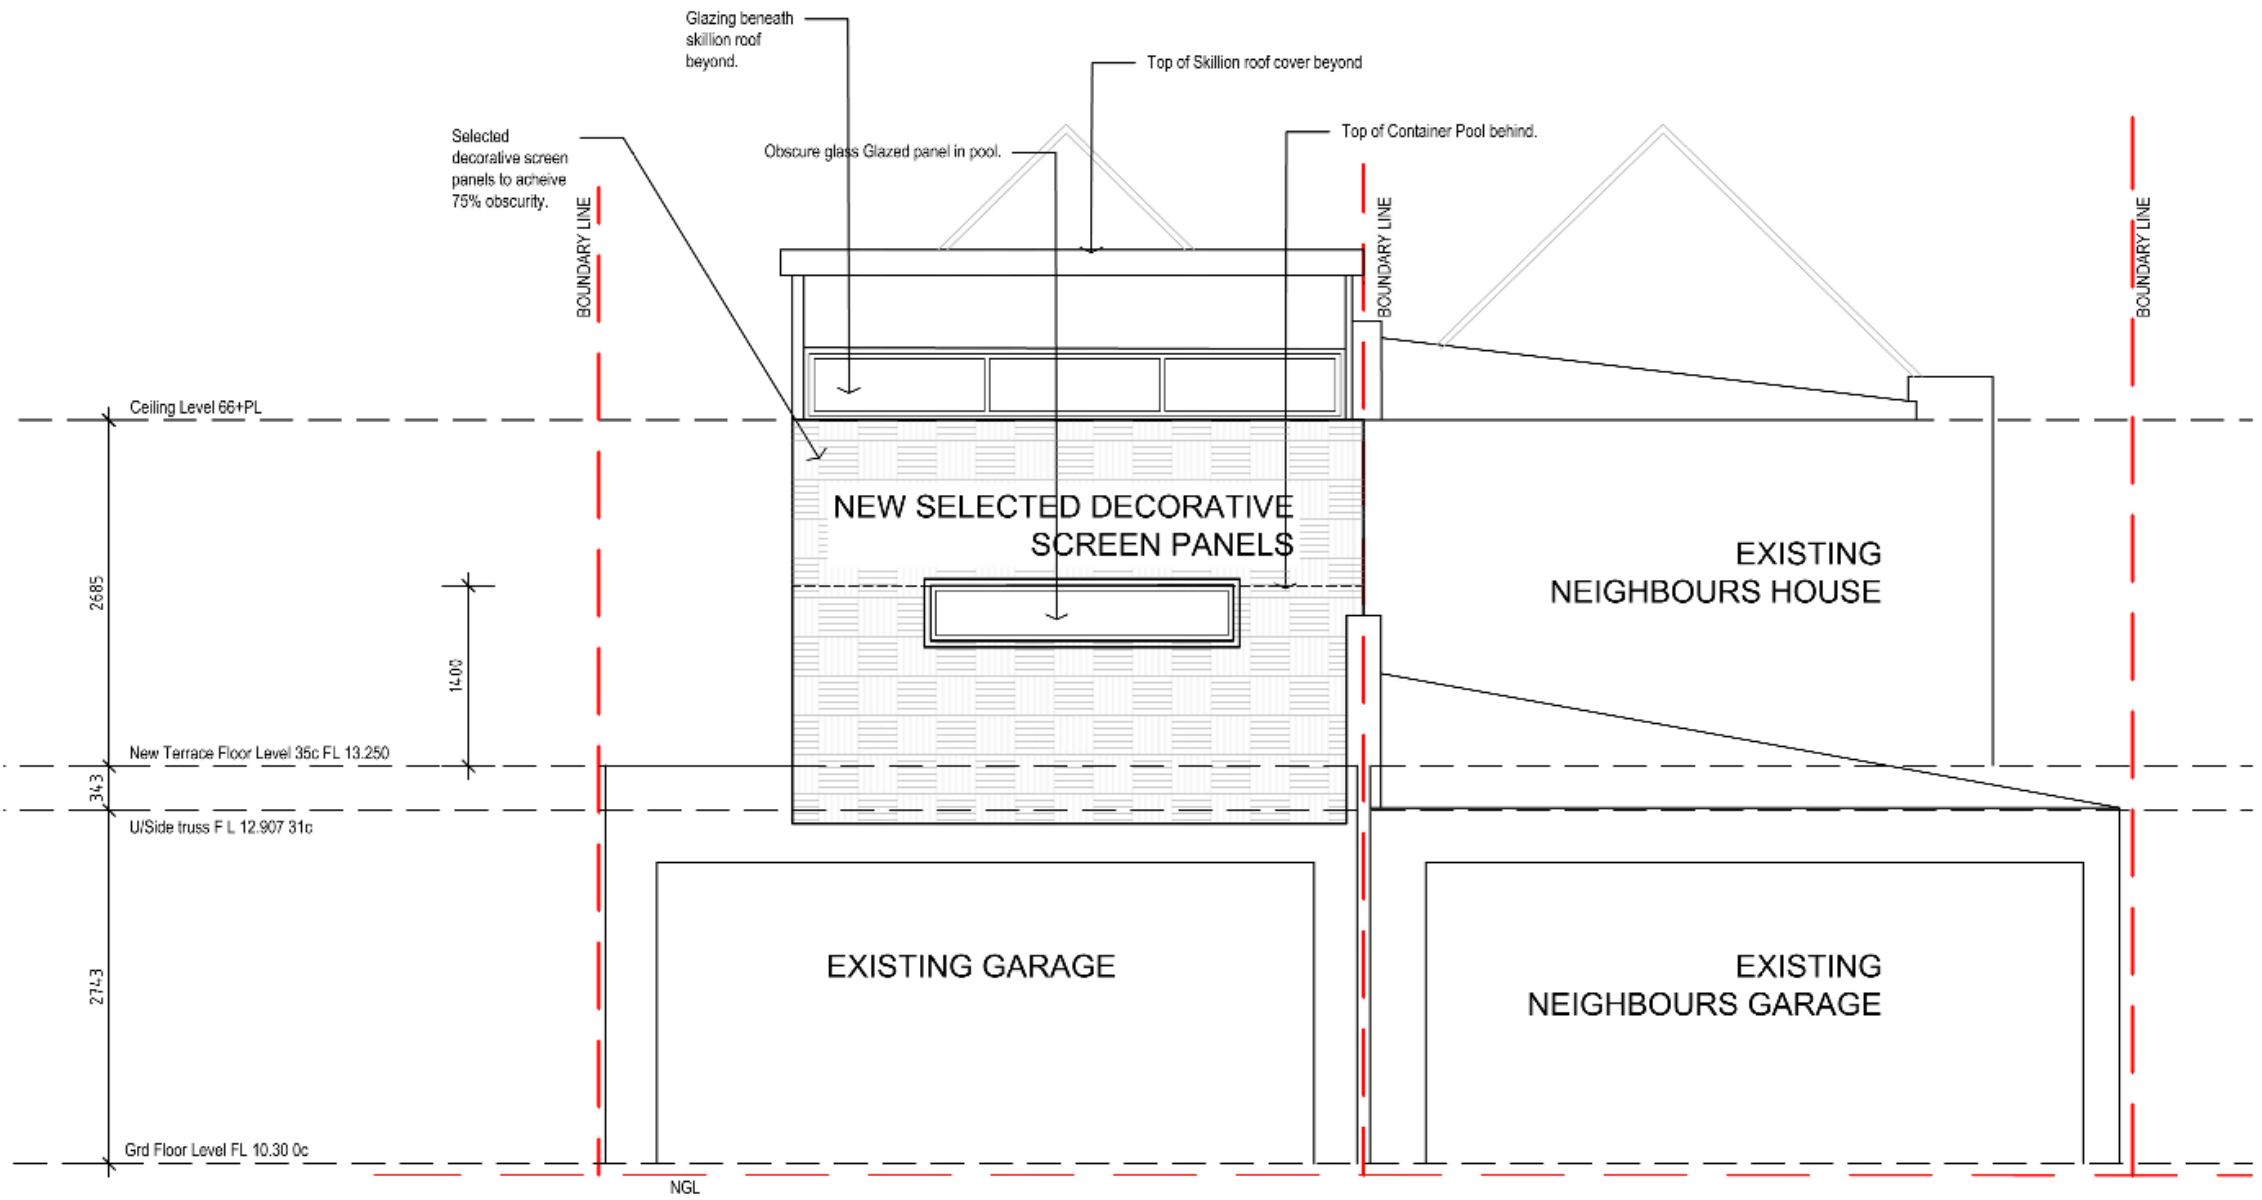 Glazing beneath
skillion roof
beyond.
Top of Skillion roof cover beyond
Selected
decorative screen
panels to acheive
75% obscurity.
Obscure glass Glazed panel in pool.
Top of Container Pool behind.
BOUNDARY LINE
BOUNDARY LINE
BOUNDARY LINE
Ceiling Level 66+PL
NEW SELECTED DECORATIVE
SCREEN PANELS
EXISTING
NEIGHBOURS HOUSE
2685
1400
New Terrace Floor Level 35c FL 13.250
343
U/Side truss F L 12.907 31c
EXISTING GARAGE
EXISTING
NEIGHBOURS GARAGE
2743
Grd Floor Level FL 10.30 0c
NGL